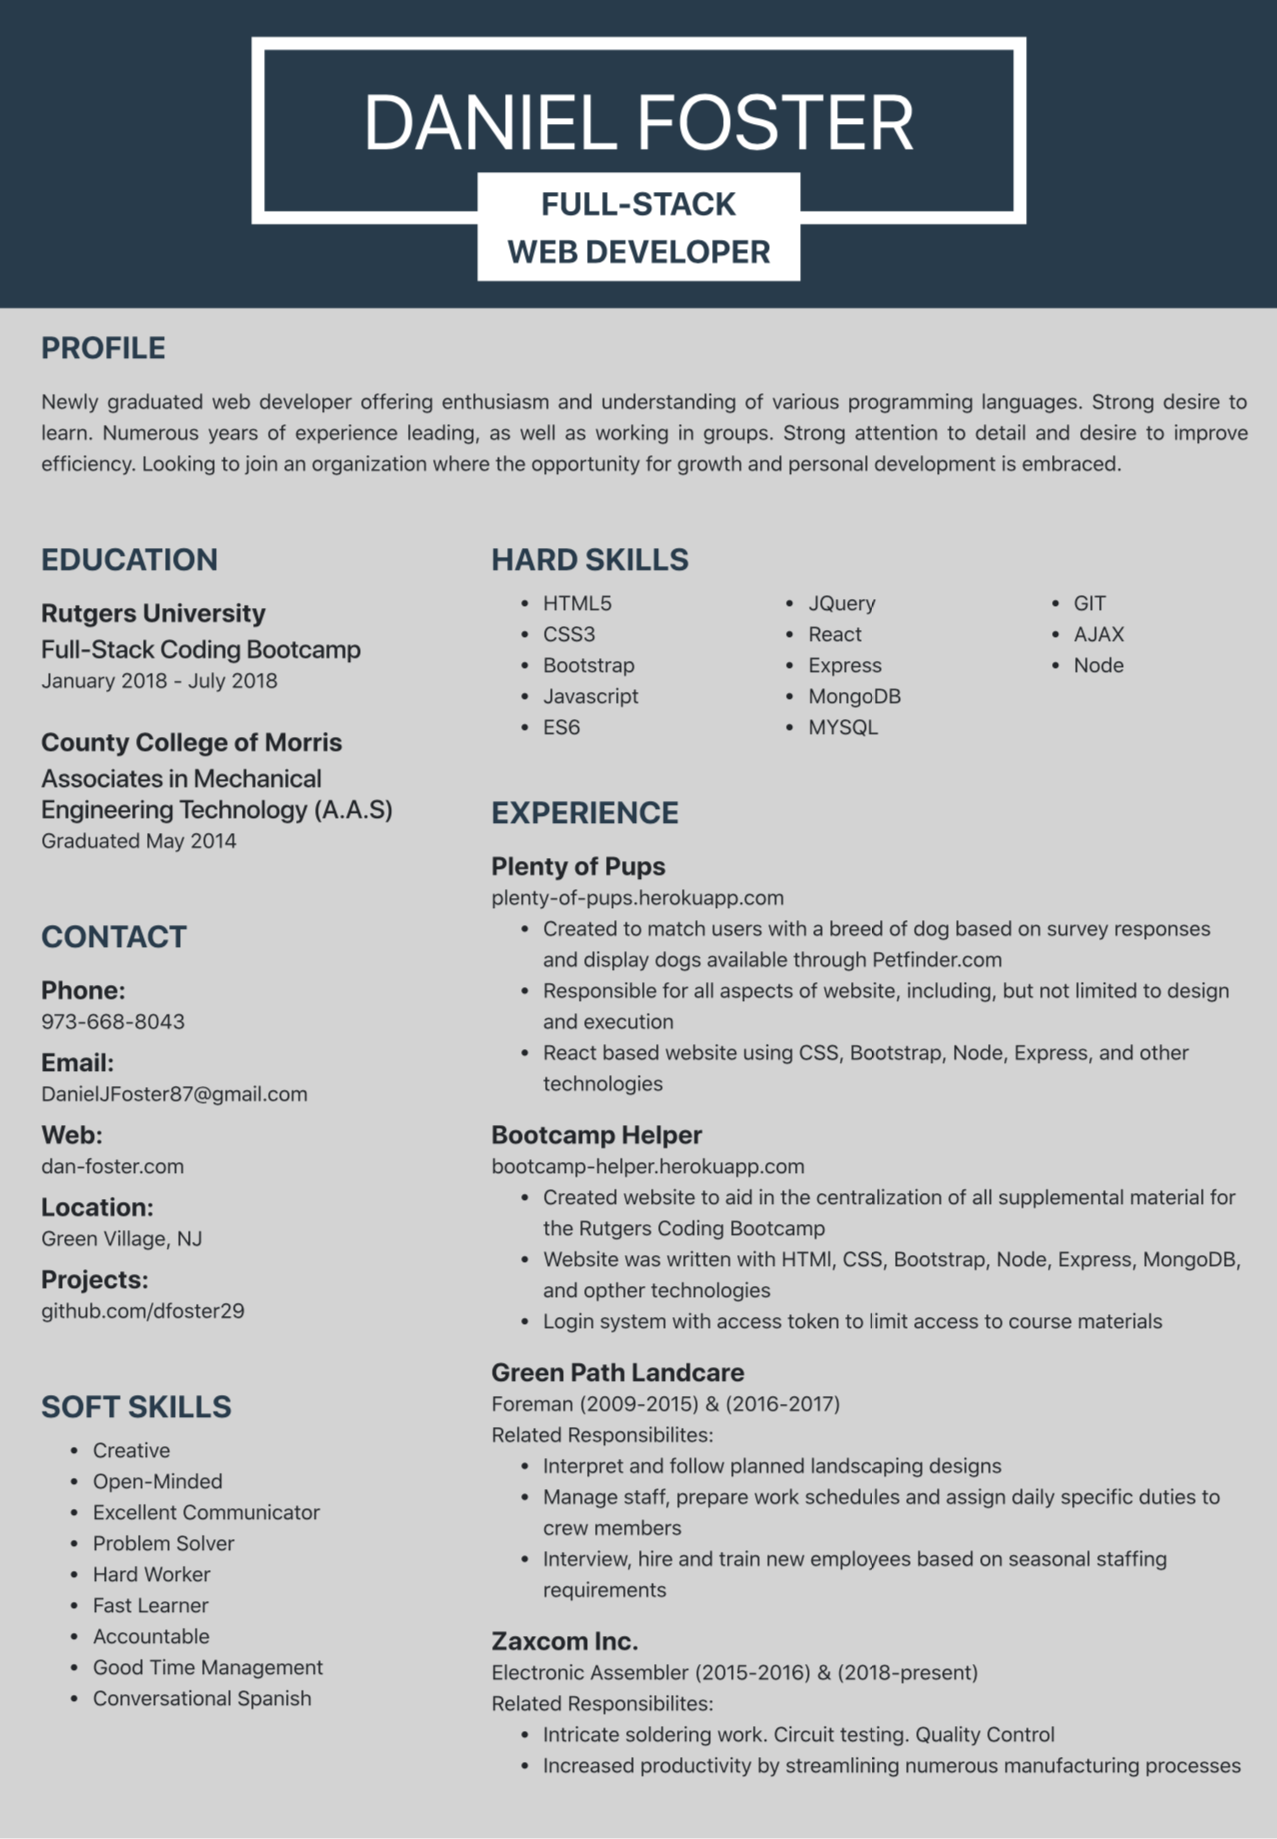 DANIEL FOSTER
FULL-STACK
WEB DEVELOPER
PROFILE
Newly graduated web developer offering enthusiasm and understanding of various programming languages. Strong desire to
learn. Numerous years of experience leading, as well as working in groups. Strong attention to detail and desire to improve
efficiency. Looking to join an organization where the opportunity for growth and personal development is embraced.
EDUCATION
Rutgers University
Full-Stack Coding Bootcamp
January 2018 - July 2018
County College of Morris
Associates in Mechanical
Engineering Technology (A.A.S)
Graduated May 2014
CONTACT
Phone:
973-668-8043
Email:
DanielJFoster87@gmail.com
Web:
dan-foster.com
Location:
Green Village, NJ
Projects:
github.com/dfoster29
SOFT SKILLS
• Creative
• Open-Minded
• Excellent Communicator
• Problem Solver
• Hard Worker
• Fast Learner
• Accountable
• Good Time Management
• Conversational Spanish
HARD SKILLS
• HTML5
• CSS3
• Bootstrap
• Javascript
• ES6
• JQuery
• React
• Express
• MongoDB
• MYSQL
• GIT
• AJAX
• Node
EXPERIENCE
Plenty of Pups
plenty-of-pups.herokuapp.com
• Created to match users with a breed of dog based on survey responses
and display dogs available through Petfinder.com
• Responsible for all aspects of website, including, but not limited to design
and execution
• React based website using CSS, Bootstrap, Node, Express, and other
technologies
Bootcamp Helper
bootcamp-helper.herokuapp.com
• Created website to aid in the centralization of all supplemental material for
the Rutgers Coding Bootcamp
• Website was written with HTMl, CSS, Bootstrap, Node, Express, MongoDB,
and opther technologies
• Login system with access token to limit access to course materials
Green Path Landcare
Foreman (2009-2015) & (2016-2017)
Related Responsibilites:
• Interpret and follow planned landscaping designs
• Manage staff, prepare work schedules and assign daily specific duties to
crew members
• Interview, hire and train new employees based on seasonal staffing
requirements
Zaxcom Inc.
Electronic Assembler (2015-2016) & (2018-present)
Related Responsibilites:
• Intricate soldering work. Circuit testing. Quality Control
• Increased productivity by streamlining numerous manufacturing processes